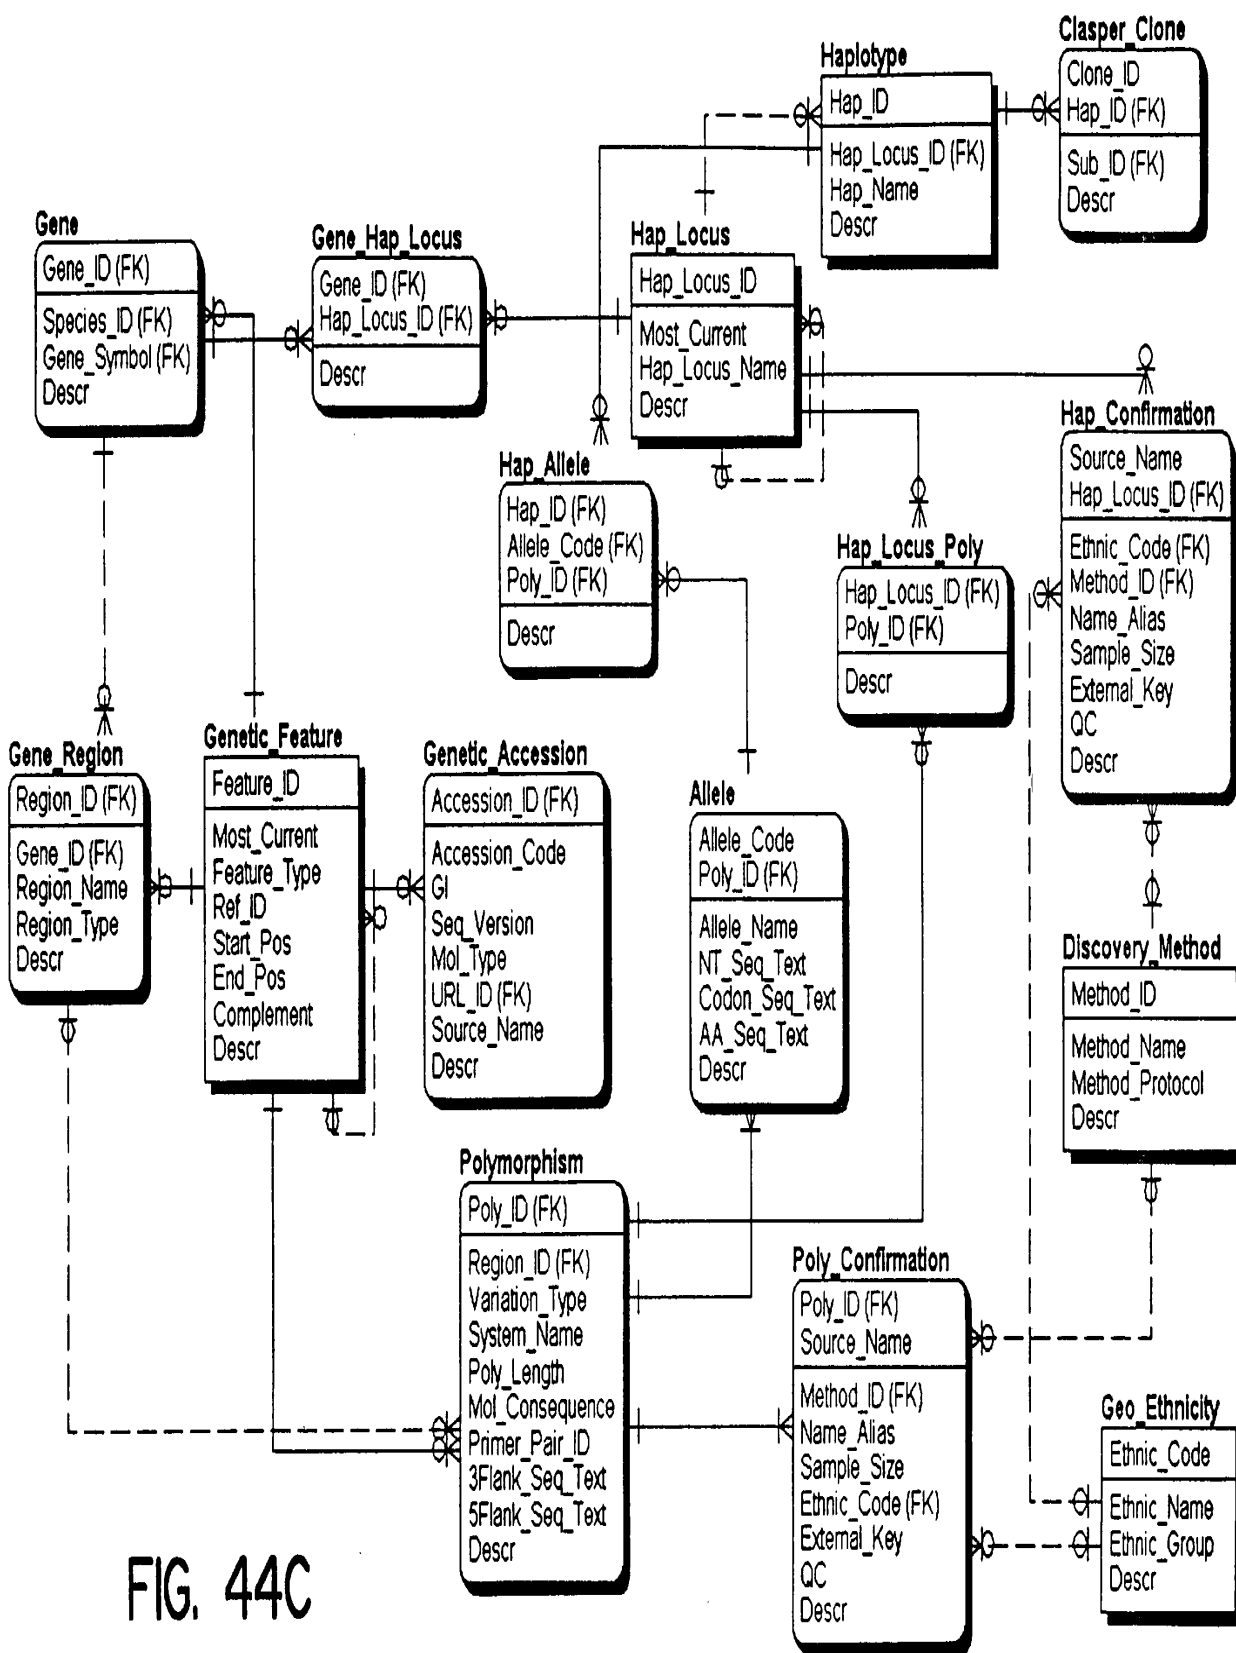 Clasper_Clone
Clone_ID
Hap_ID (FK)
Sub_ID (FK)
Descr
Haplotype
Hap_ID
Hap_Locus_ID (FK)
Hap_Name
Descr
Gene
Gene_ID (FK)
Species_ID (FK)
Gene_Symbol (FK)
Descr
Gene_Hap_Locus
Gene_ID (FK)
Hap_Locus_ID (FK)
Descr
Hap_Locus
Hap_Locus_ID
Most_Current
Hap_Locus_Name
Descr
Hap_Allele
Hap_ID (FK)
Allele_Code (FK)
Poly_ID (FK)
Descr
Hap_Locus_Poly
Hap_Locus_ID (FK)
Poly_ID (FK)
Descr
Hap_Confirmation
Source_Name
Hap_Locus_ID (FK)
Ethnic_Code (FK)
Method_ID (FK)
Name_Alias
Sample_Size
External_Key
QC
Descr
Gene_Region
Region_ID (FK)
Gene_ID (FK)
Region_Name
Region_Type
Descr
Genetic_Feature
Feature_ID
Most_Current
Feature_Type
Ref_ID
Start_Pos
End_Pos
Complement
Descr
Genetic_Accession
Accession_ID (FK)
Accession_Code
GI
Seq_Version
Mol_Type
URL_ID (FK)
Source_Name
Descr
Allele
Allele_Code
Poly_ID (FK)
Allele_Name
NT_Seq_Text
Codon_Seq_Text
AA_Seq_Text
Descr
Discovery_Method
Method_ID
Method_Name
Method_Protocol
Descr
Polymorphism
Poly_ID (FK)
Region_ID (FK)
Variation_Type
System_Name
Poly_Length
Mol_Consequence
Primer_Pair_ID
3Flank_Seq_Text
5Flank_Seq_Text
Descr
Poly_Confirmation
Poly_ID (FK)
Source_Name
Method_ID (FK)
Name_Alias
Sample_Size
Ethnic_Code (FK)
External_Key
QC
Descr
Geo_Ethnicity
Ethnic_Code
Ethnic_Name
Ethnic_Group
Descr
FIG. 44C